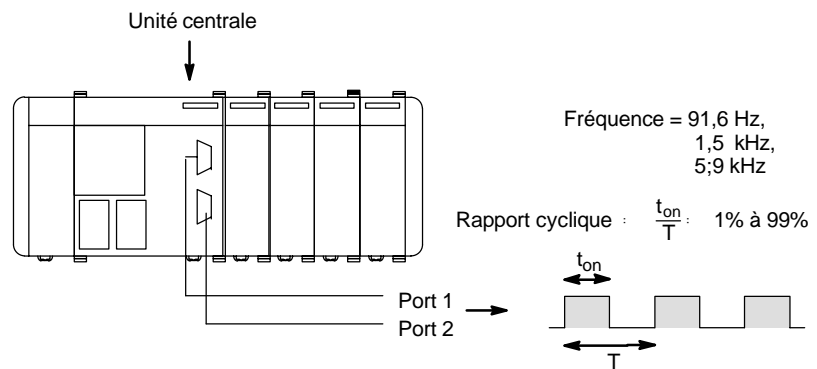 Unité centrale
Fréquence = 91,6 Hz,
1,5 kHz,
5;9 kHz
Rapport cyclique : ton/T : 1% à 99%
ton
Port 1
Port 2
T